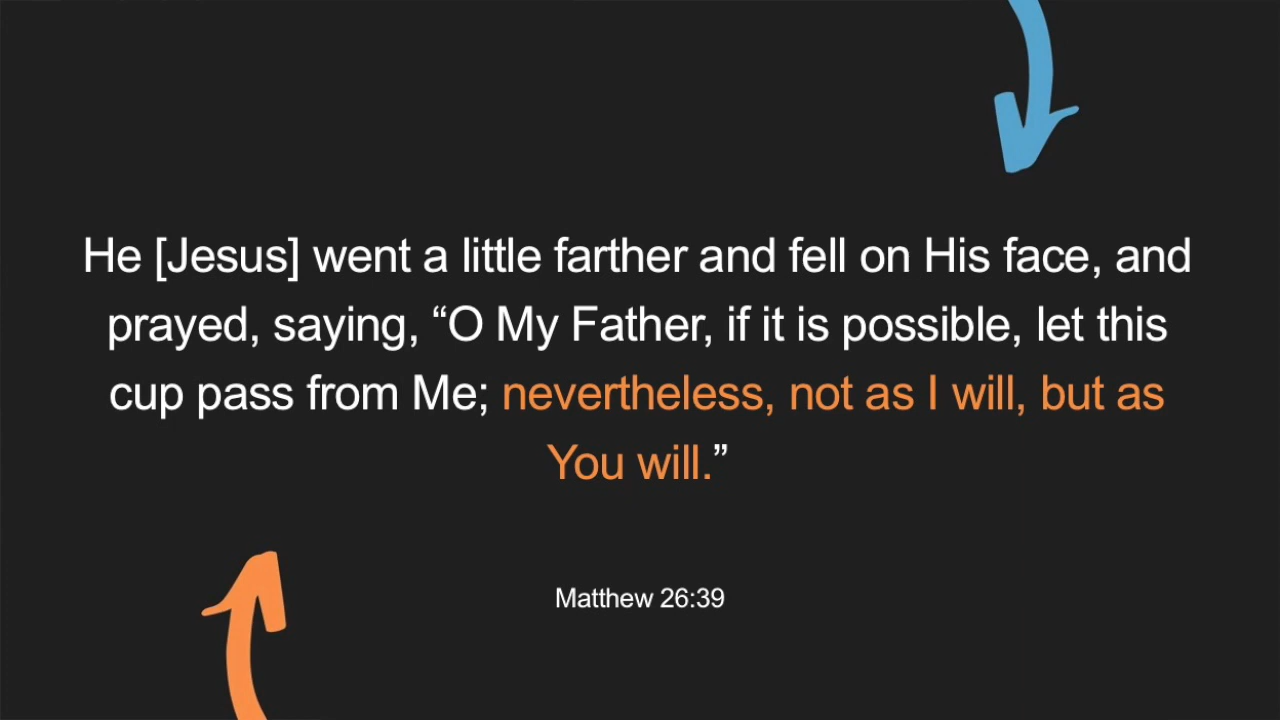 He [Jesus] went a little farther and fell on His face, and
prayed, saying, “O My Father, if it is possible, let this
cup pass from Me; nevertheless, not as I will, but as
You will.”
Matthew 26:39